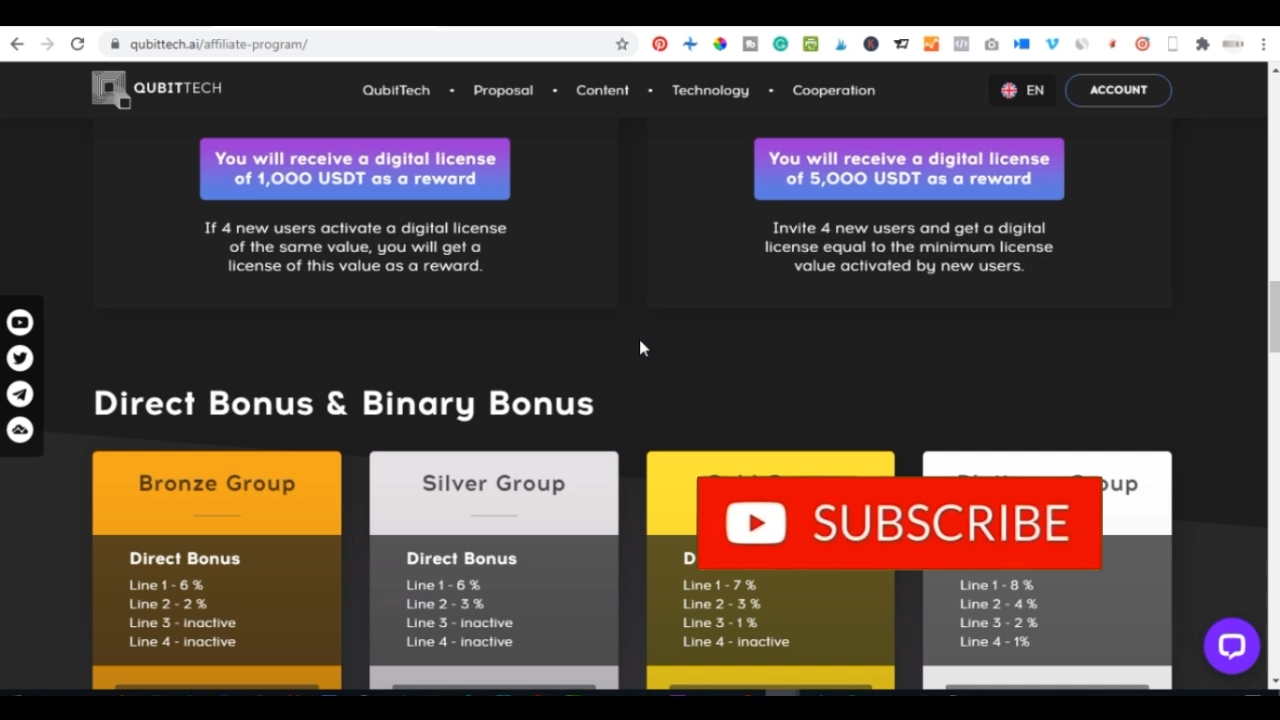 qubittech.ai/affiliate-program/
QUBITTECH
QubitTech • Proposal • Content • Technology • Cooperation
EN
ACCOUNT
You will receive a digital license
of 1,000 USDT as a reward
If 4 new users activate a digital license
of the same value, you will get a
license of this value as a reward.
You will receive a digital license
of 5,000 USDT as a reward
Invite 4 new users and get a digital
license equal to the minimum license
value activated by new users.
Direct Bonus & Binary Bonus
Bronze Group
Direct Bonus
Line 1 - 6 %
Line 2 - 2 %
Line 3 - inactive
Line 4 - inactive
Silver Group
Direct Bonus
Line 1 - 6 %
Line 2 - 3 %
Line 3 - inactive
Line 4 - inactive
Line 1 - 7 %
Line 2 - 3 %
Line 3 - 1 %
Line 4 - inactive
Line 1 - 8 %
Line 2 - 4 %
Line 3 - 2 %
Line 4 - 1%
SUBSCRIBE